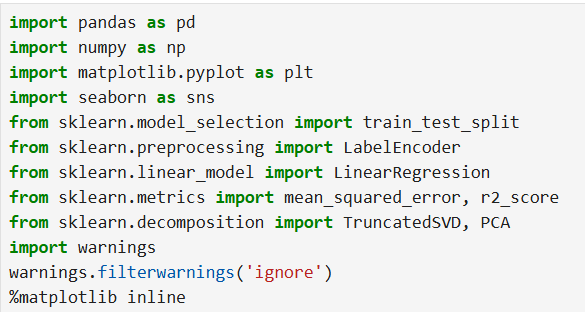 import pandas as pd
import numpy as np
import matplotlib.pyplot as plt
import seaborn as sns
from sklearn.model_selection import train_test_split
from sklearn.preprocessing import LabelEncoder
from sklearn.linear_model import LinearRegression
from sklearn.metrics import mean_squared_error, r2_score
from sklearn.decomposition import TruncatedSVD, PCA
import warnings
warnings.filterwarnings('ignore')
%matplotlib inline